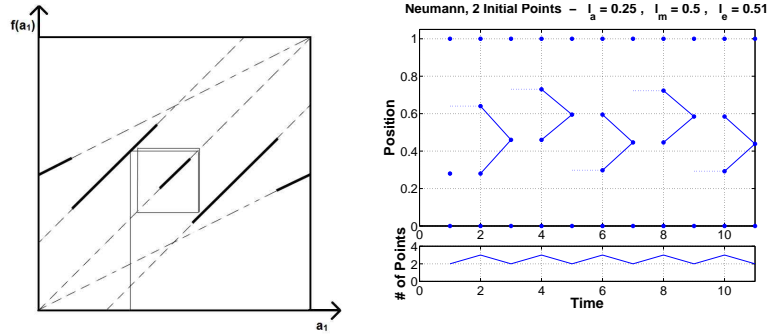 f(a₁)
a₁
Neumann, 2 Initial Points – l_a = 0.25 , l_m = 0.5 , l_e = 0.51
Position
1
0.8
0.6
0.4
0.2
0
0 2 4 6 8 10
# of Points
4
2
0
0 2 4 6 8 10
Time